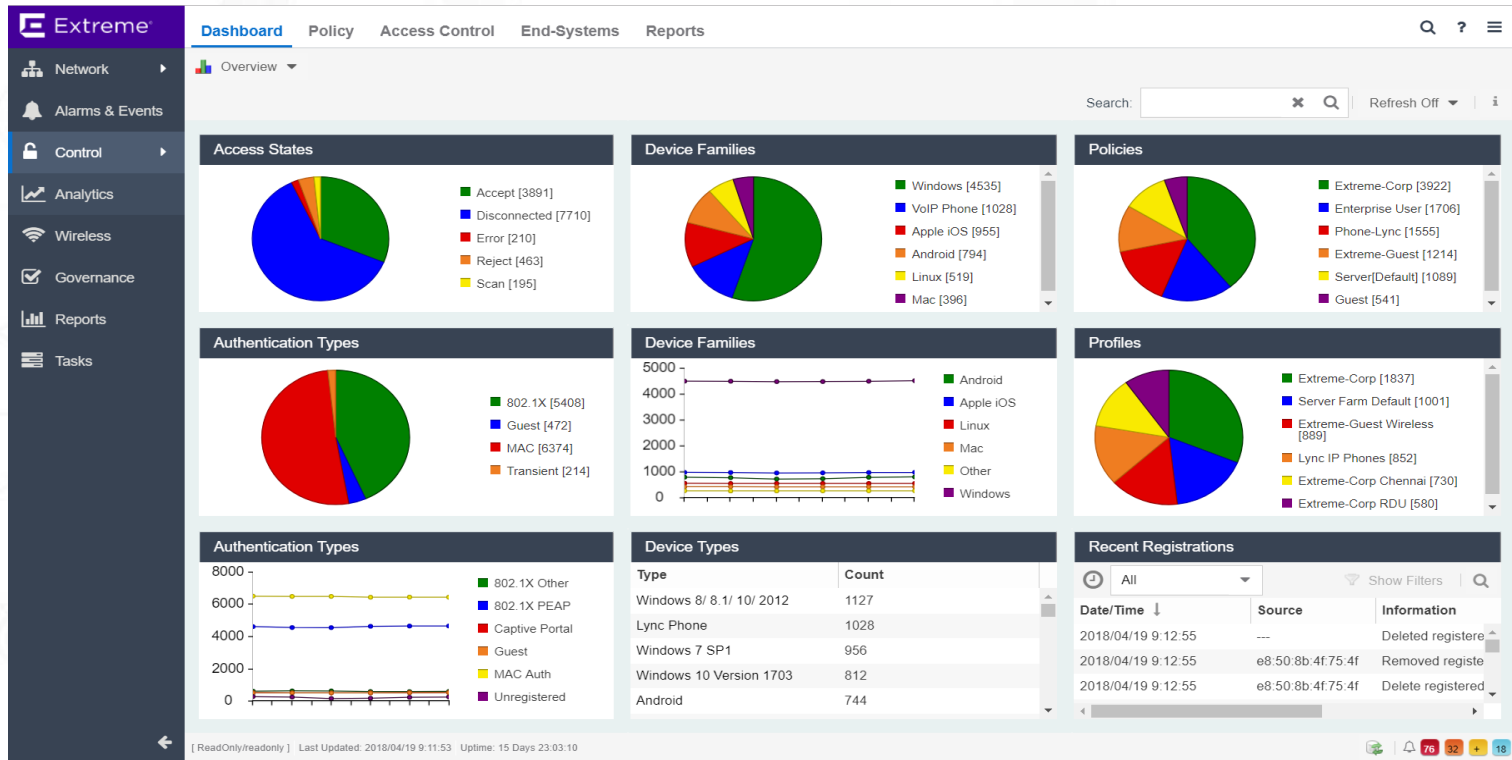 Extreme
Dashboard Policy Access Control End-Systems Reports ?
Network
Alarms & Events
Control
Analytics
Wireless
Governance
Reports
Tasks
Overview
Search: Refresh Off i
Access States
Accept [3891]
Disconnected [7710]
Error [210]
Reject [463]
Scan [195]
Device Families
Windows [4535]
VoIP Phone [1028]
Apple iOS [955]
Android [794]
Linux [519]
Mac [396]
Policies
Extreme-Corp [3922]
Enterprise User [1706]
Phone-Lync [1555]
Extreme-Guest [1214]
Server[Default] [1089]
Guest [541]
Authentication Types
802.1X [5408]
Guest [472]
MAC [6374]
Transient [214]
Device Families
5000
4000
3000
2000
1000
0
Android
Apple iOS
Linux
Mac
Other
Windows
Profiles
Extreme-Corp [1837]
Server Farm Default [1001]
Extreme-Guest Wireless
[889]
Lync IP Phones [852]
Extreme-Corp Chennai [730]
Extreme-Corp RDU [580]
Authentication Types
8000
6000
4000
2000
0
802.1X Other
802.1X PEAP
Captive Portal
Guest
MAC Auth
Unregistered
Device Types
Type Count
Windows 8/ 8.1/ 10/ 2012 1127
Lync Phone 1028
Windows 7 SP1 956
Windows 10 Version 1703 812
Android 744
Recent Registrations
All Show Filters
Date/Time ↓ Source Information
2018/04/19 9:12:55 --- Deleted registere
2018/04/19 9:12:55 e8:50:8b:4f:75:4f Removed registe
2018/04/19 9:12:55 e8:50:8b:4f:75:4f Delete registered
[ ReadOnly/readonly ] Last Updated: 2018/04/19 9:11:53 Uptime: 15 Days 23:03:10
76 32 + 18